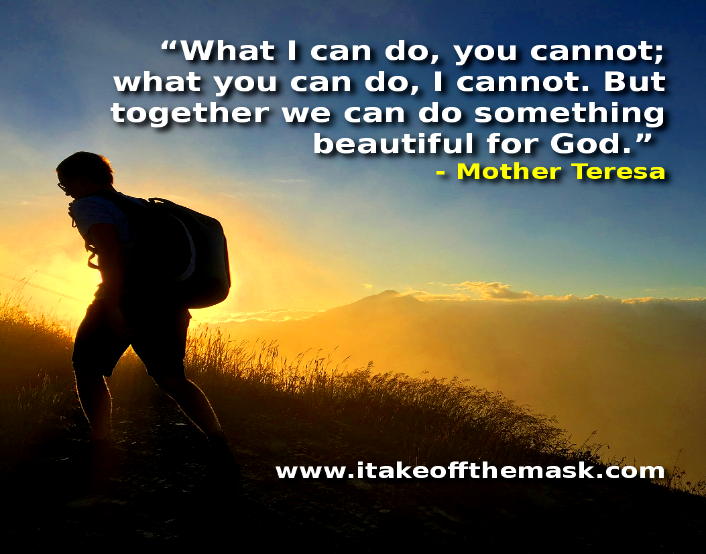 “What I can do, you cannot;
what you can do, I cannot. But
together we can do something
beautiful for God.”
- Mother Teresa
www.itakeoffthemask.com